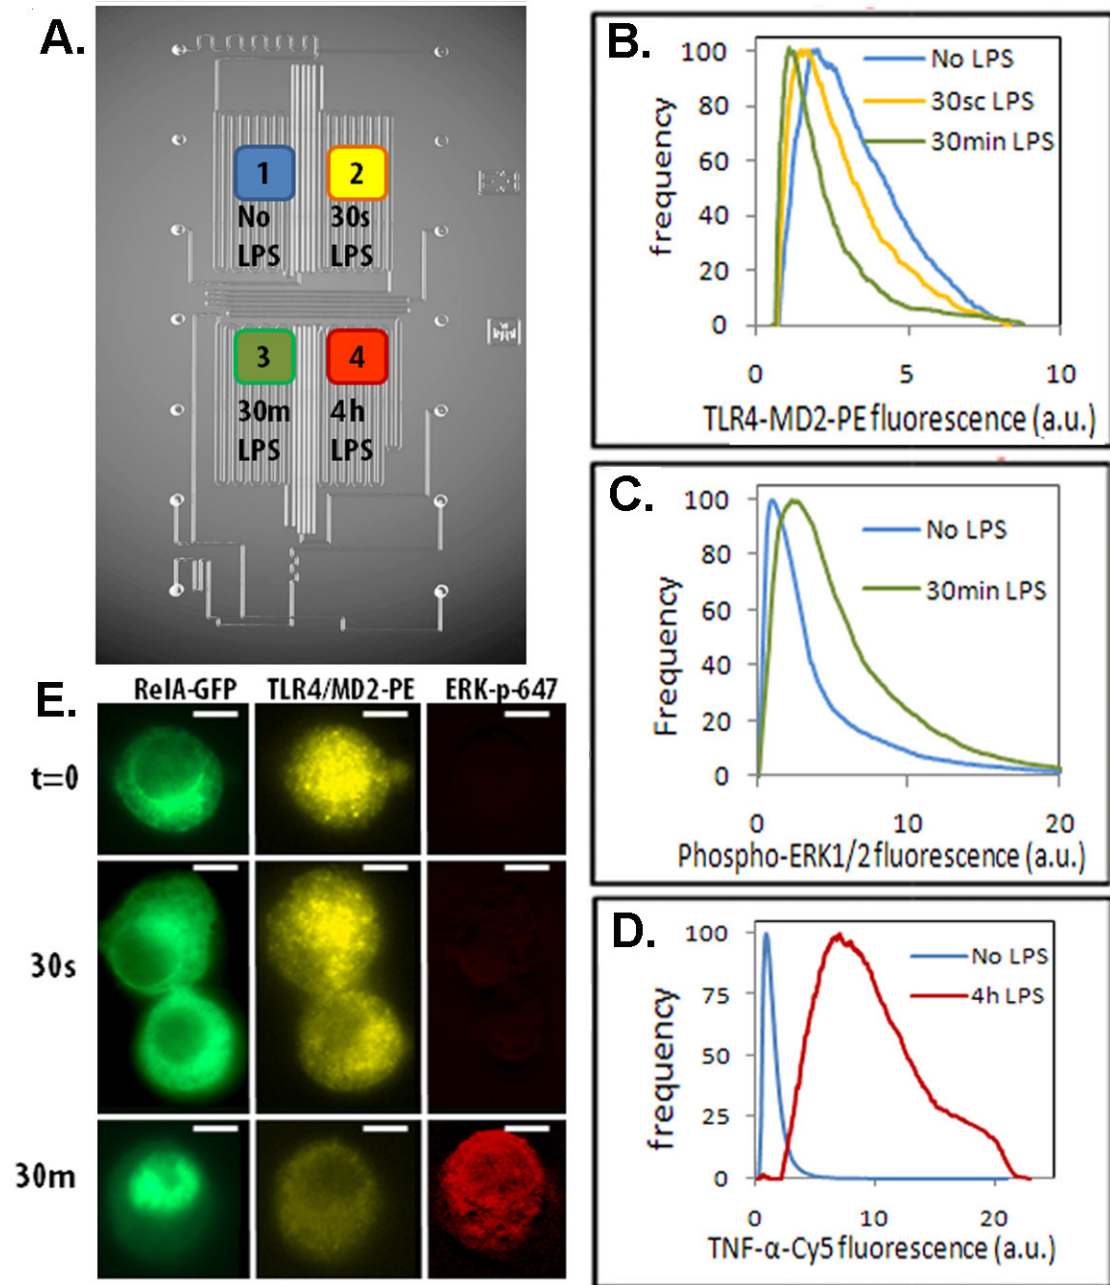 A.
1
No
LPS
2
30s
LPS
3
30m
LPS
4
4h
LPS
B.
frequency
100
80
60
40
20
0
No LPS
30sc LPS
30min LPS
0 5 10
TLR4-MD2-PE fluorescence (a.u.)
C.
Frequency
100
80
60
40
20
0
No LPS
30min LPS
0 10 20
Phospho-ERK1/2 fluorescence (a.u.)
D.
frequency
100
75
50
25
0
No LPS
4h LPS
0 10 20
TNF-α-Cy5 fluorescence (a.u.)
E.
RelA-GFP TLR4/MD2-PE ERK-p-647
t=0
30s
30m